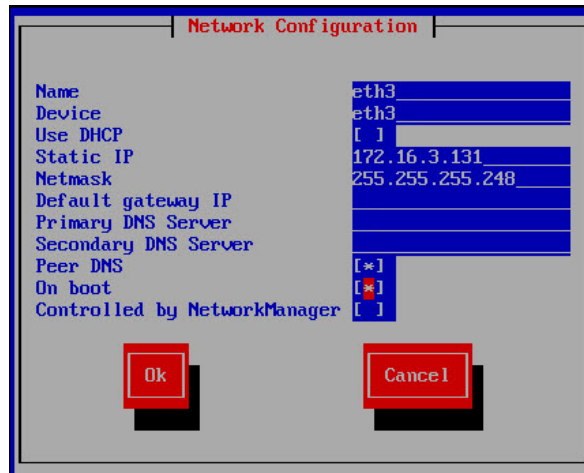 Network Configuration
Name eth3
Device eth3
Use DHCP [ ]
Static IP 172.16.3.131
Netmask 255.255.255.248
Default gateway IP
Primary DNS Server
Secondary DNS Server
Peer DNS [*]
On boot [*]
Controlled by NetworkManager [ ]
Ok Cancel